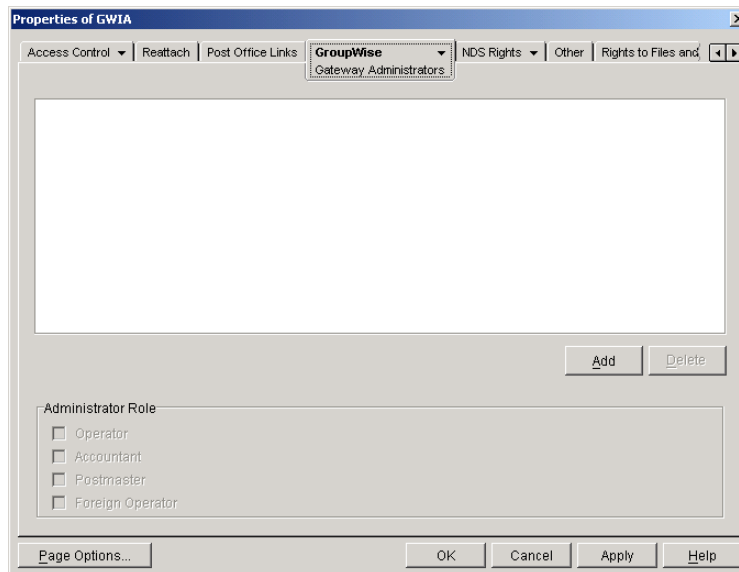 Properties of GWIA
Access Control Reattach Post Office Links GroupWise NDS Rights Other Rights to Files and
Gateway Administrators
Add Delete
Administrator Role
Operator
Accountant
Postmaster
Foreign Operator
Page Options... OK Cancel Apply Help